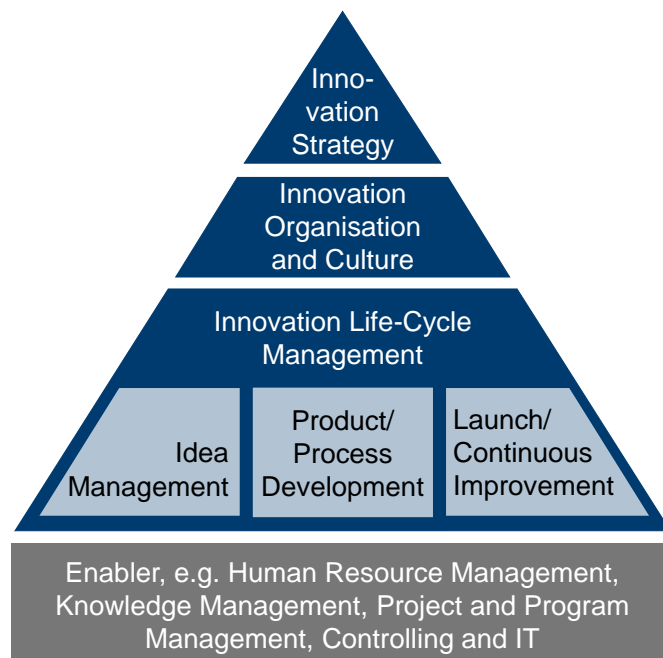 Inno-
vation
Strategy
Innovation
Organisation
and Culture
Innovation Life-Cycle
Management
Idea
Management
Product/
Process
Development
Launch/
Continuous
Improvement
Enabler, e.g. Human Resource Management,
Knowledge Management, Project and Program
Management, Controlling and IT